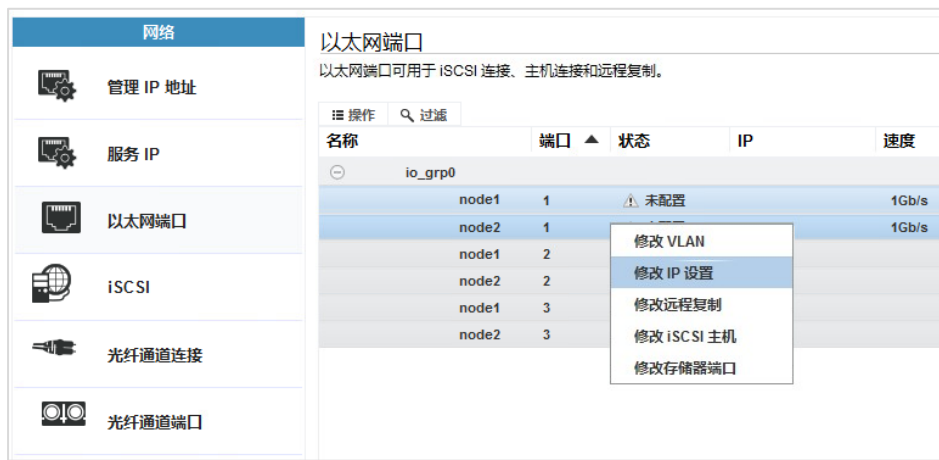 网络
管理 IP 地址
服务 IP
以太网端口
iSCSI
光纤通道连接
光纤通道端口
以太网端口
以太网端口可用于 iSCSI 连接、主机连接和远程复制。
操作 过滤
名称 端口 状态 IP 速度
io_grp0
node1 1 未配置 1Gb/s
node2 1 1Gb/s
node1 2
node2 2
node1 3
node2 3
修改 VLAN
修改 IP 设置
修改远程复制
修改 iSCSI 主机
修改存储器端口